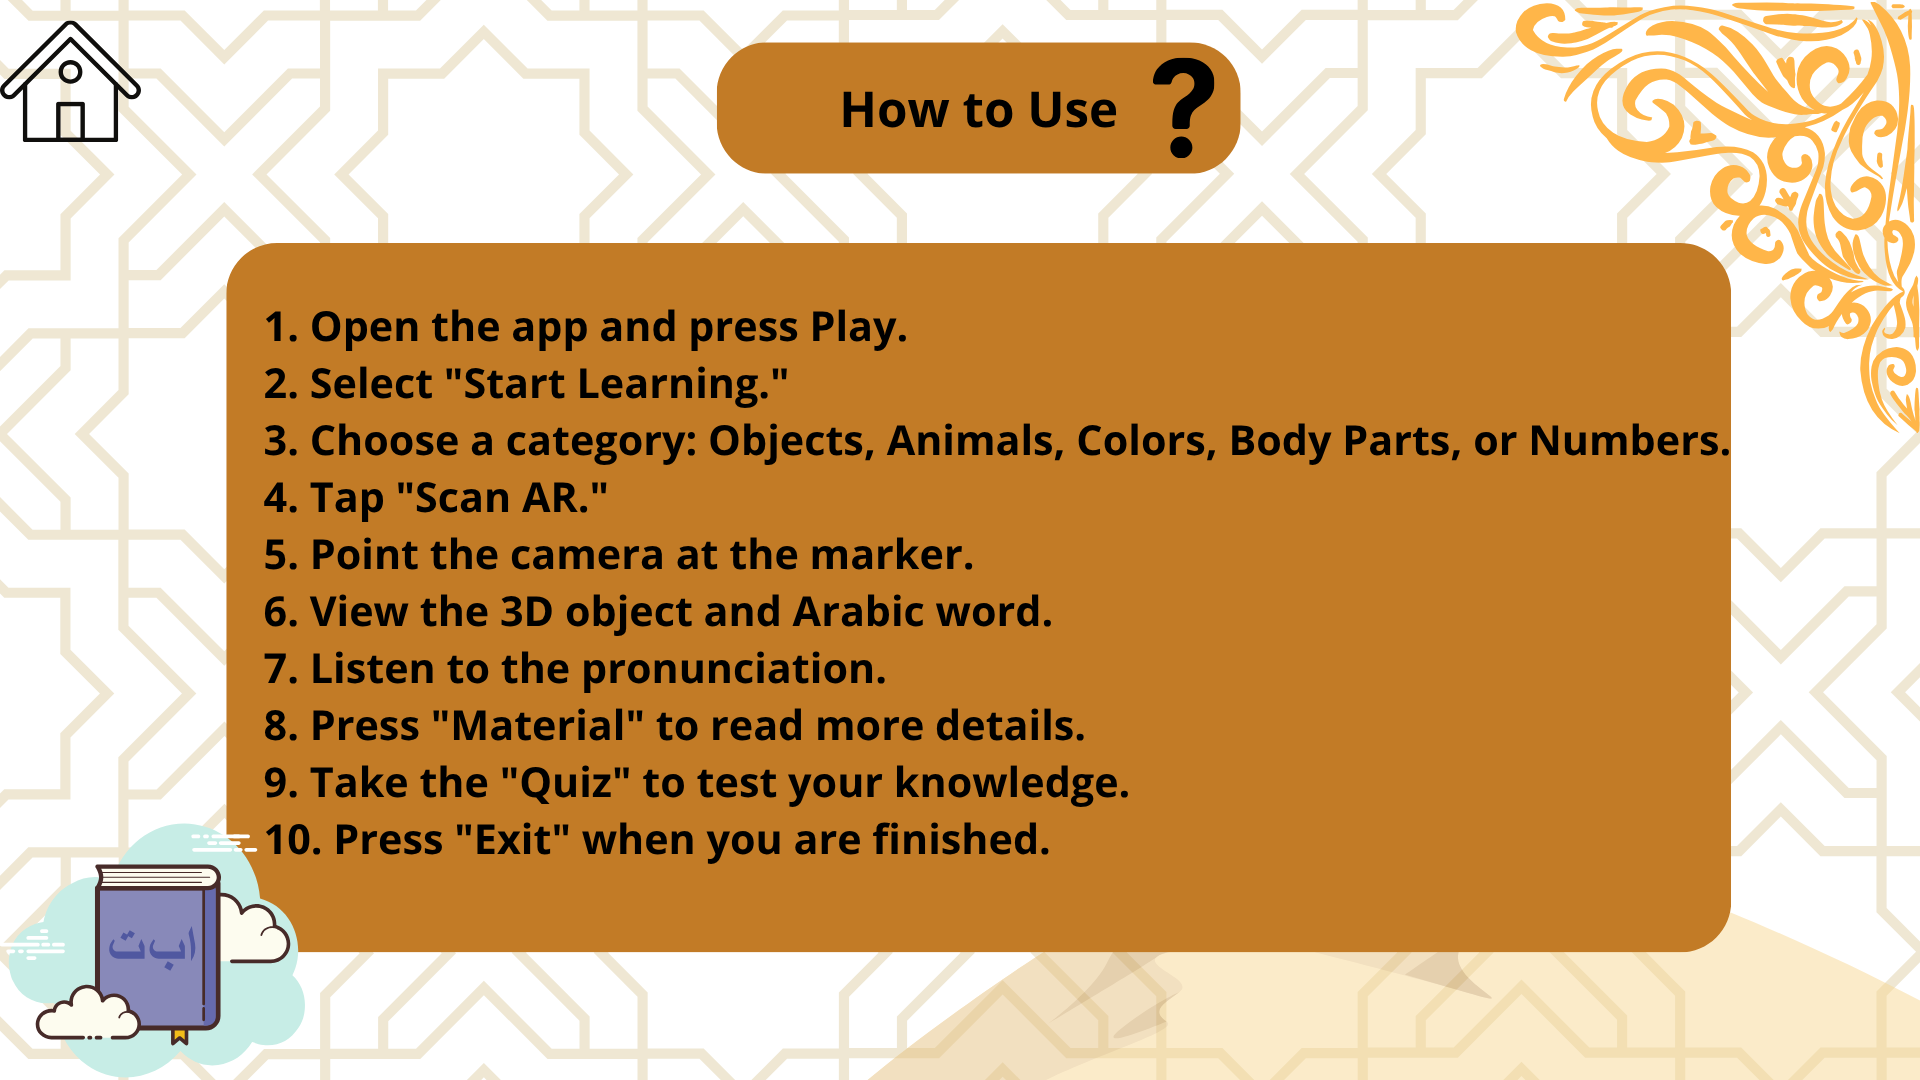 How to Use ?
1. Open the app and press Play.
2. Select "Start Learning."
3. Choose a category: Objects, Animals, Colors, Body Parts, or Numbers.
4. Tap "Scan AR."
5. Point the camera at the marker.
6. View the 3D object and Arabic word.
7. Listen to the pronunciation.
8. Press "Material" to read more details.
9. Take the "Quiz" to test your knowledge.
10. Press "Exit" when you are finished.
اب‍ت